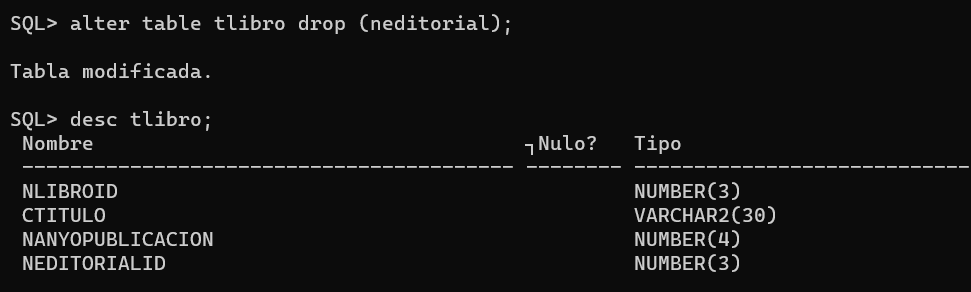 SQL> alter table tlibro drop (neditorial);
Tabla modificada.
SQL> desc tlibro;
Nombre ┐Nulo? Tipo
----------------------------------------- -------- ----------------------------
NLIBROID NUMBER(3)
CTITULO VARCHAR2(30)
NANYOPUBLICACION NUMBER(4)
NEDITORIALID NUMBER(3)